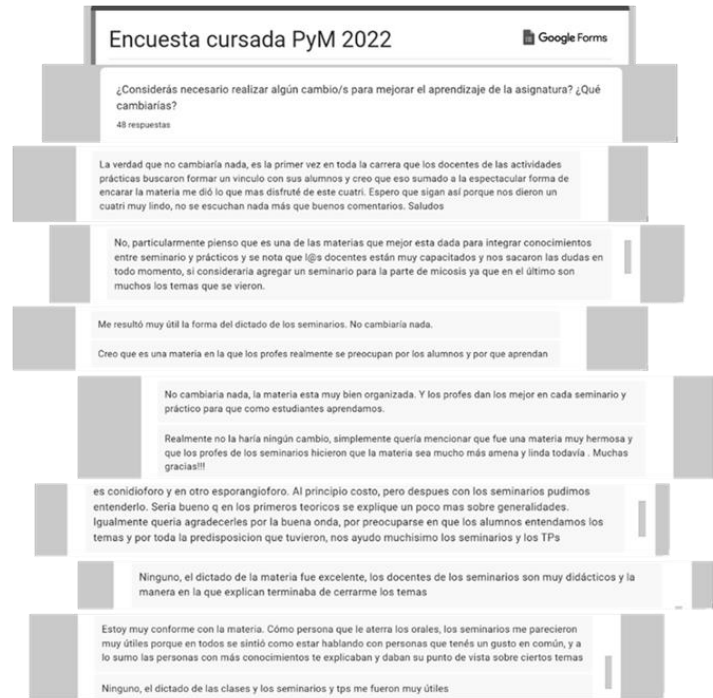 Encuesta cursada PyM 2022
Google Forms
¿Considerás necesario realizar algún cambio/s para mejorar el aprendizaje de la asignatura? ¿Qué
cambiarías?
48 respuestas
La verdad que no cambiaría nada, es la primer vez en toda la carrera que los docentes de las actividades
prácticas buscaron formar un vinculo con sus alumnos y creo que eso sumado a la espectacular forma de
encarar la materia me dió lo que mas disfruté de este cuatri. Espero que sigan así porque nos dieron un
cuatri muy lindo, no se escuchan nada más que buenos comentarios. Saludos
No, particularmente pienso que es una de las materias que mejor esta dada para integrar conocimientos
entre seminario y prácticos y se nota que l@s docentes están muy capacitados y nos sacaron las dudas en
todo momento, si consideraria agregar un seminario para la parte de micosis ya que en el último son
muchos los temas que se vieron.
Me resultó muy útil la forma del dictado de los seminarios. No cambiaría nada.
Creo que es una materia en la que los profes realmente se preocupan por los alumnos y por que aprendan
No cambiaria nada, la materia esta muy bien organizada. Y los profes dan los mejor en cada seminario y
práctico para que como estudiantes aprendamos.
Realmente no la haría ningún cambio, simplemente quería mencionar que fue una materia muy hermosa y
que los profes de los seminarios hicieron que la materia sea mucho más amena y linda todavía . Muchas
gracias!!!
es conidioforo y en otro esporangioforo. Al principio costo, pero despues con los seminarios pudimos
entenderlo. Seria bueno q en los primeros teoricos se explique un poco mas sobre generalidades.
Igualmente queria agradecerles por la buena onda, por preocuparse en que los alumnos entendamos los
temas y por toda la predisposicion que tuvieron, nos ayudo muchisimo los seminarios y los TPs
Ninguno, el dictado de la materia fue excelente, los docentes de los seminarios son muy didácticos y la
manera en la que explican terminaba de cerrarme los temas
Estoy muy conforme con la materia. Cómo persona que le aterra los orales, los seminarios me parecieron
muy útiles porque en todos se sintió como estar hablando con personas que tenés un gusto en común, y a
lo sumo las personas con más conocimientos te explicaban y daban su punto de vista sobre ciertos temas
Ninguno, el dictado de las clases y los seminarios y tps me fueron muy útiles